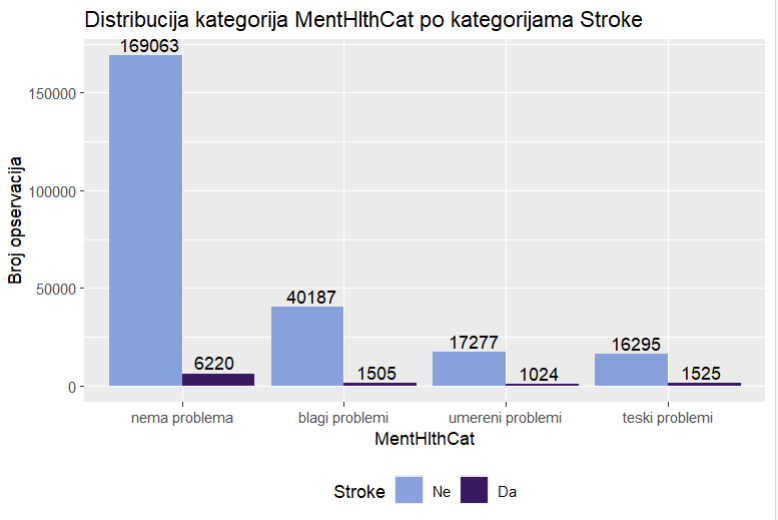 Distribucija kategorija MentHlthCat po kategorijama Stroke
169063
150000
100000
Broj opservacija
50000
40187
17277
16295
6220
1505
1024
1525
0
nema problema blagi problemi umereni problemi teski problemi
MentHlthCat
Stroke Ne Da